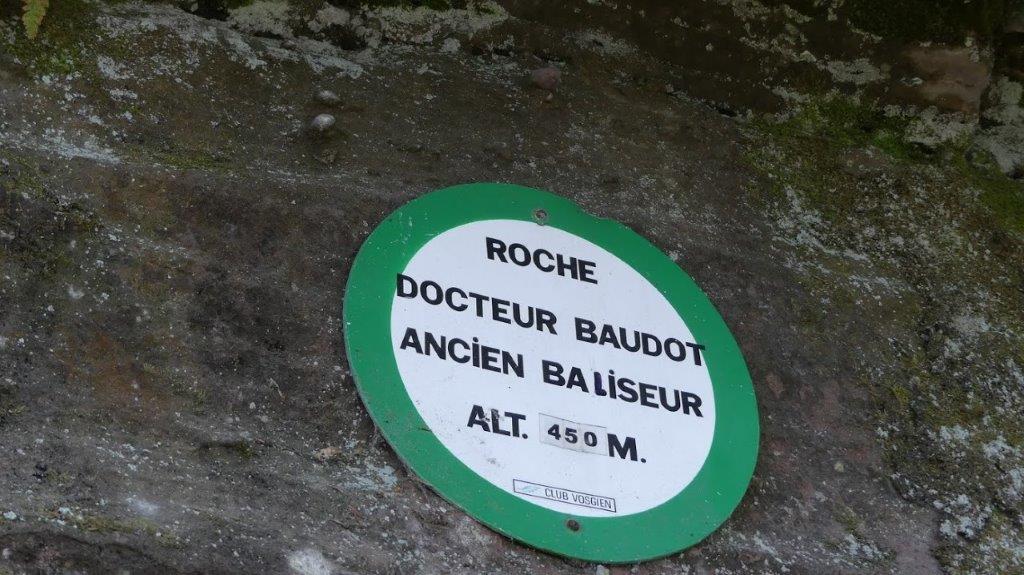 ROCHE
DOCTEUR BAUDOT
ANCiEN BALiSEUR
ALT. 450 M.
CLUB VOSGIEN